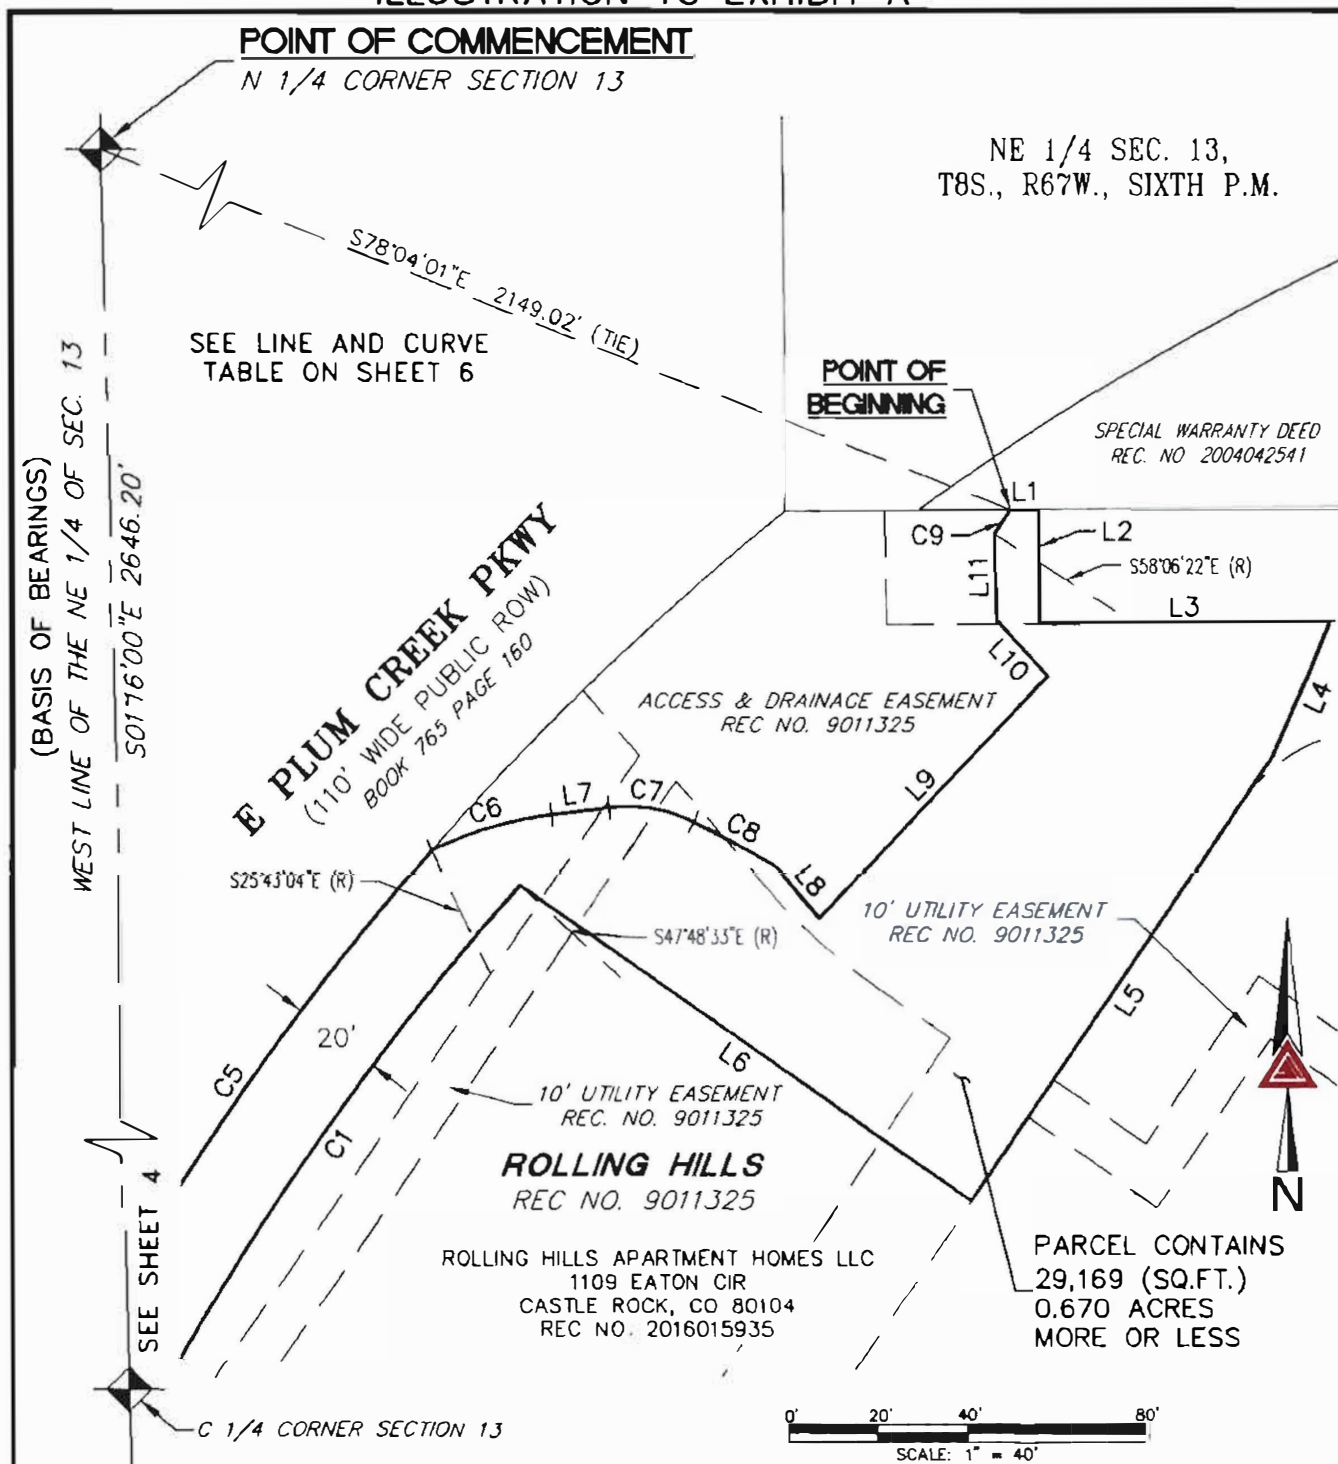 ILLUSTRATION TO EXHIBIT A
POINT OF COMMENCEMENT
N 1/4 CORNER SECTION 13
NE 1/4 SEC. 13,
T8S., R67W., SIXTH P.M.
S78°04'01"E 2149.02' (TIE)
SEE LINE AND CURVE
TABLE ON SHEET 6
POINT OF
BEGINNING
SPECIAL WARRANTY DEED
REC. NO 2004042541
(BASIS OF BEARINGS)
WEST LINE OF THE NE 1/4 OF SEC. 13
S01°16'00"E 2646.20'
L1
C9
L2
L11
S58°06'22"E (R)
L3
L10
L4
E PLUM CREEK PKWY
(110' WIDE PUBLIC ROW)
BOOK 765 PAGE 160
ACCESS & DRAINAGE EASEMENT
REC NO. 9011325
L9
C6
L7
C7
C8
L8
S25°43'04"E (R)
S47°48'33"E (R)
10' UTILITY EASEMENT
REC NO. 9011325
L5
20'
C5
C1
L6
10' UTILITY EASEMENT
REC. NO. 9011325
ROLLING HILLS
REC NO. 9011325
SEE SHEET 4
N
ROLLING HILLS APARTMENT HOMES LLC
1109 EATON CIR
CASTLE ROCK, CO 80104
REC NO. 2016015935
PARCEL CONTAINS
29,169 (SQ.FT.)
0.670 ACRES
MORE OR LESS
C 1/4 CORNER SECTION 13
0' 20' 40' 80'
SCALE: 1" = 40'